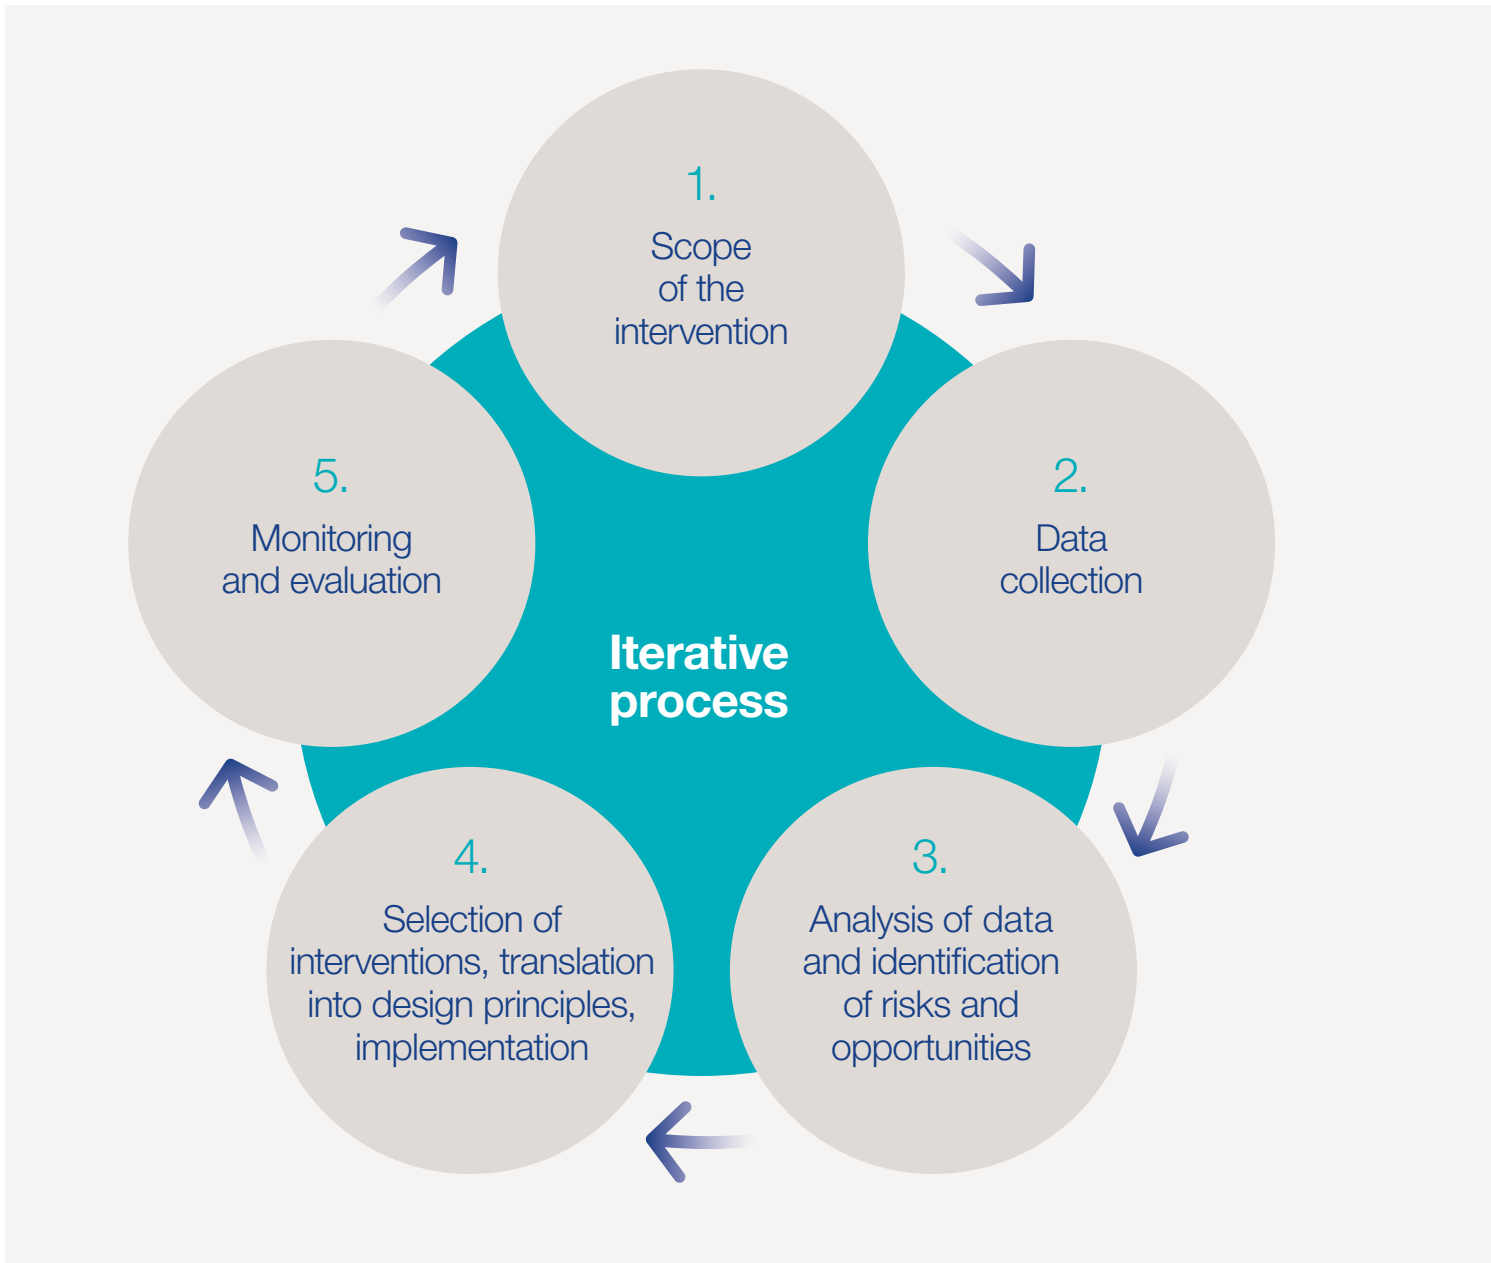 1.
Scope
of the
intervention
2.
Data
collection
3.
Analysis of data
and identification
of risks and
opportunities
4.
Selection of
interventions, translation
into design principles,
implementation
5.
Monitoring
and evaluation
Iterative
process